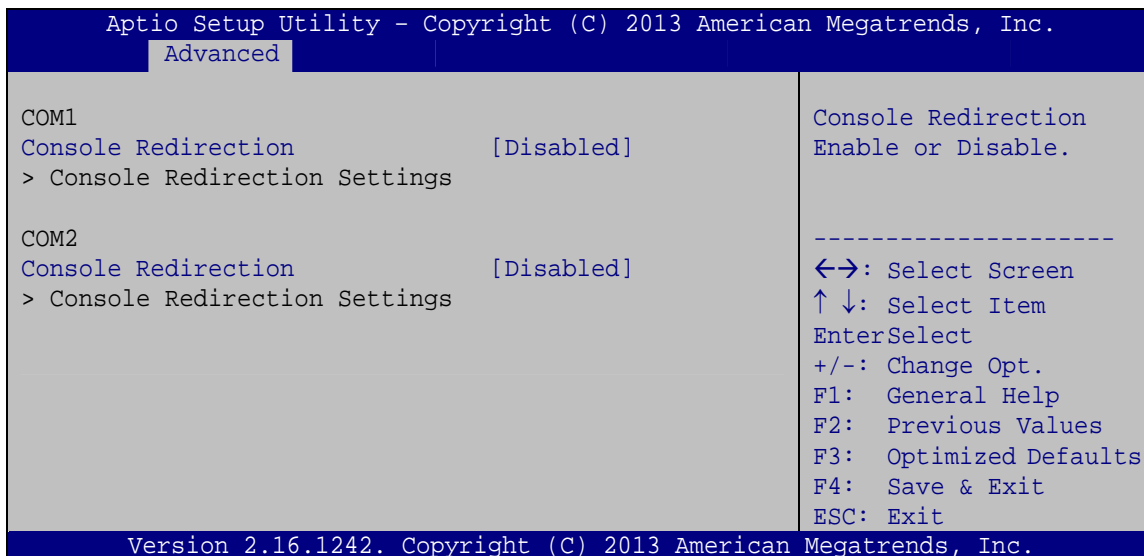 Aptio Setup Utility – Copyright (C) 2013 American Megatrends, Inc.
Advanced
COM1
Console Redirection [Disabled]
> Console Redirection Settings
COM2
Console Redirection [Disabled]
> Console Redirection Settings
Console Redirection
Enable or Disable.
---------------------
←→: Select Screen
↑ ↓: Select Item
EnterSelect
+/-: Change Opt.
F1: General Help
F2: Previous Values
F3: Optimized Defaults
F4: Save & Exit
ESC: Exit
Version 2.16.1242. Copyright (C) 2013 American Megatrends, Inc.